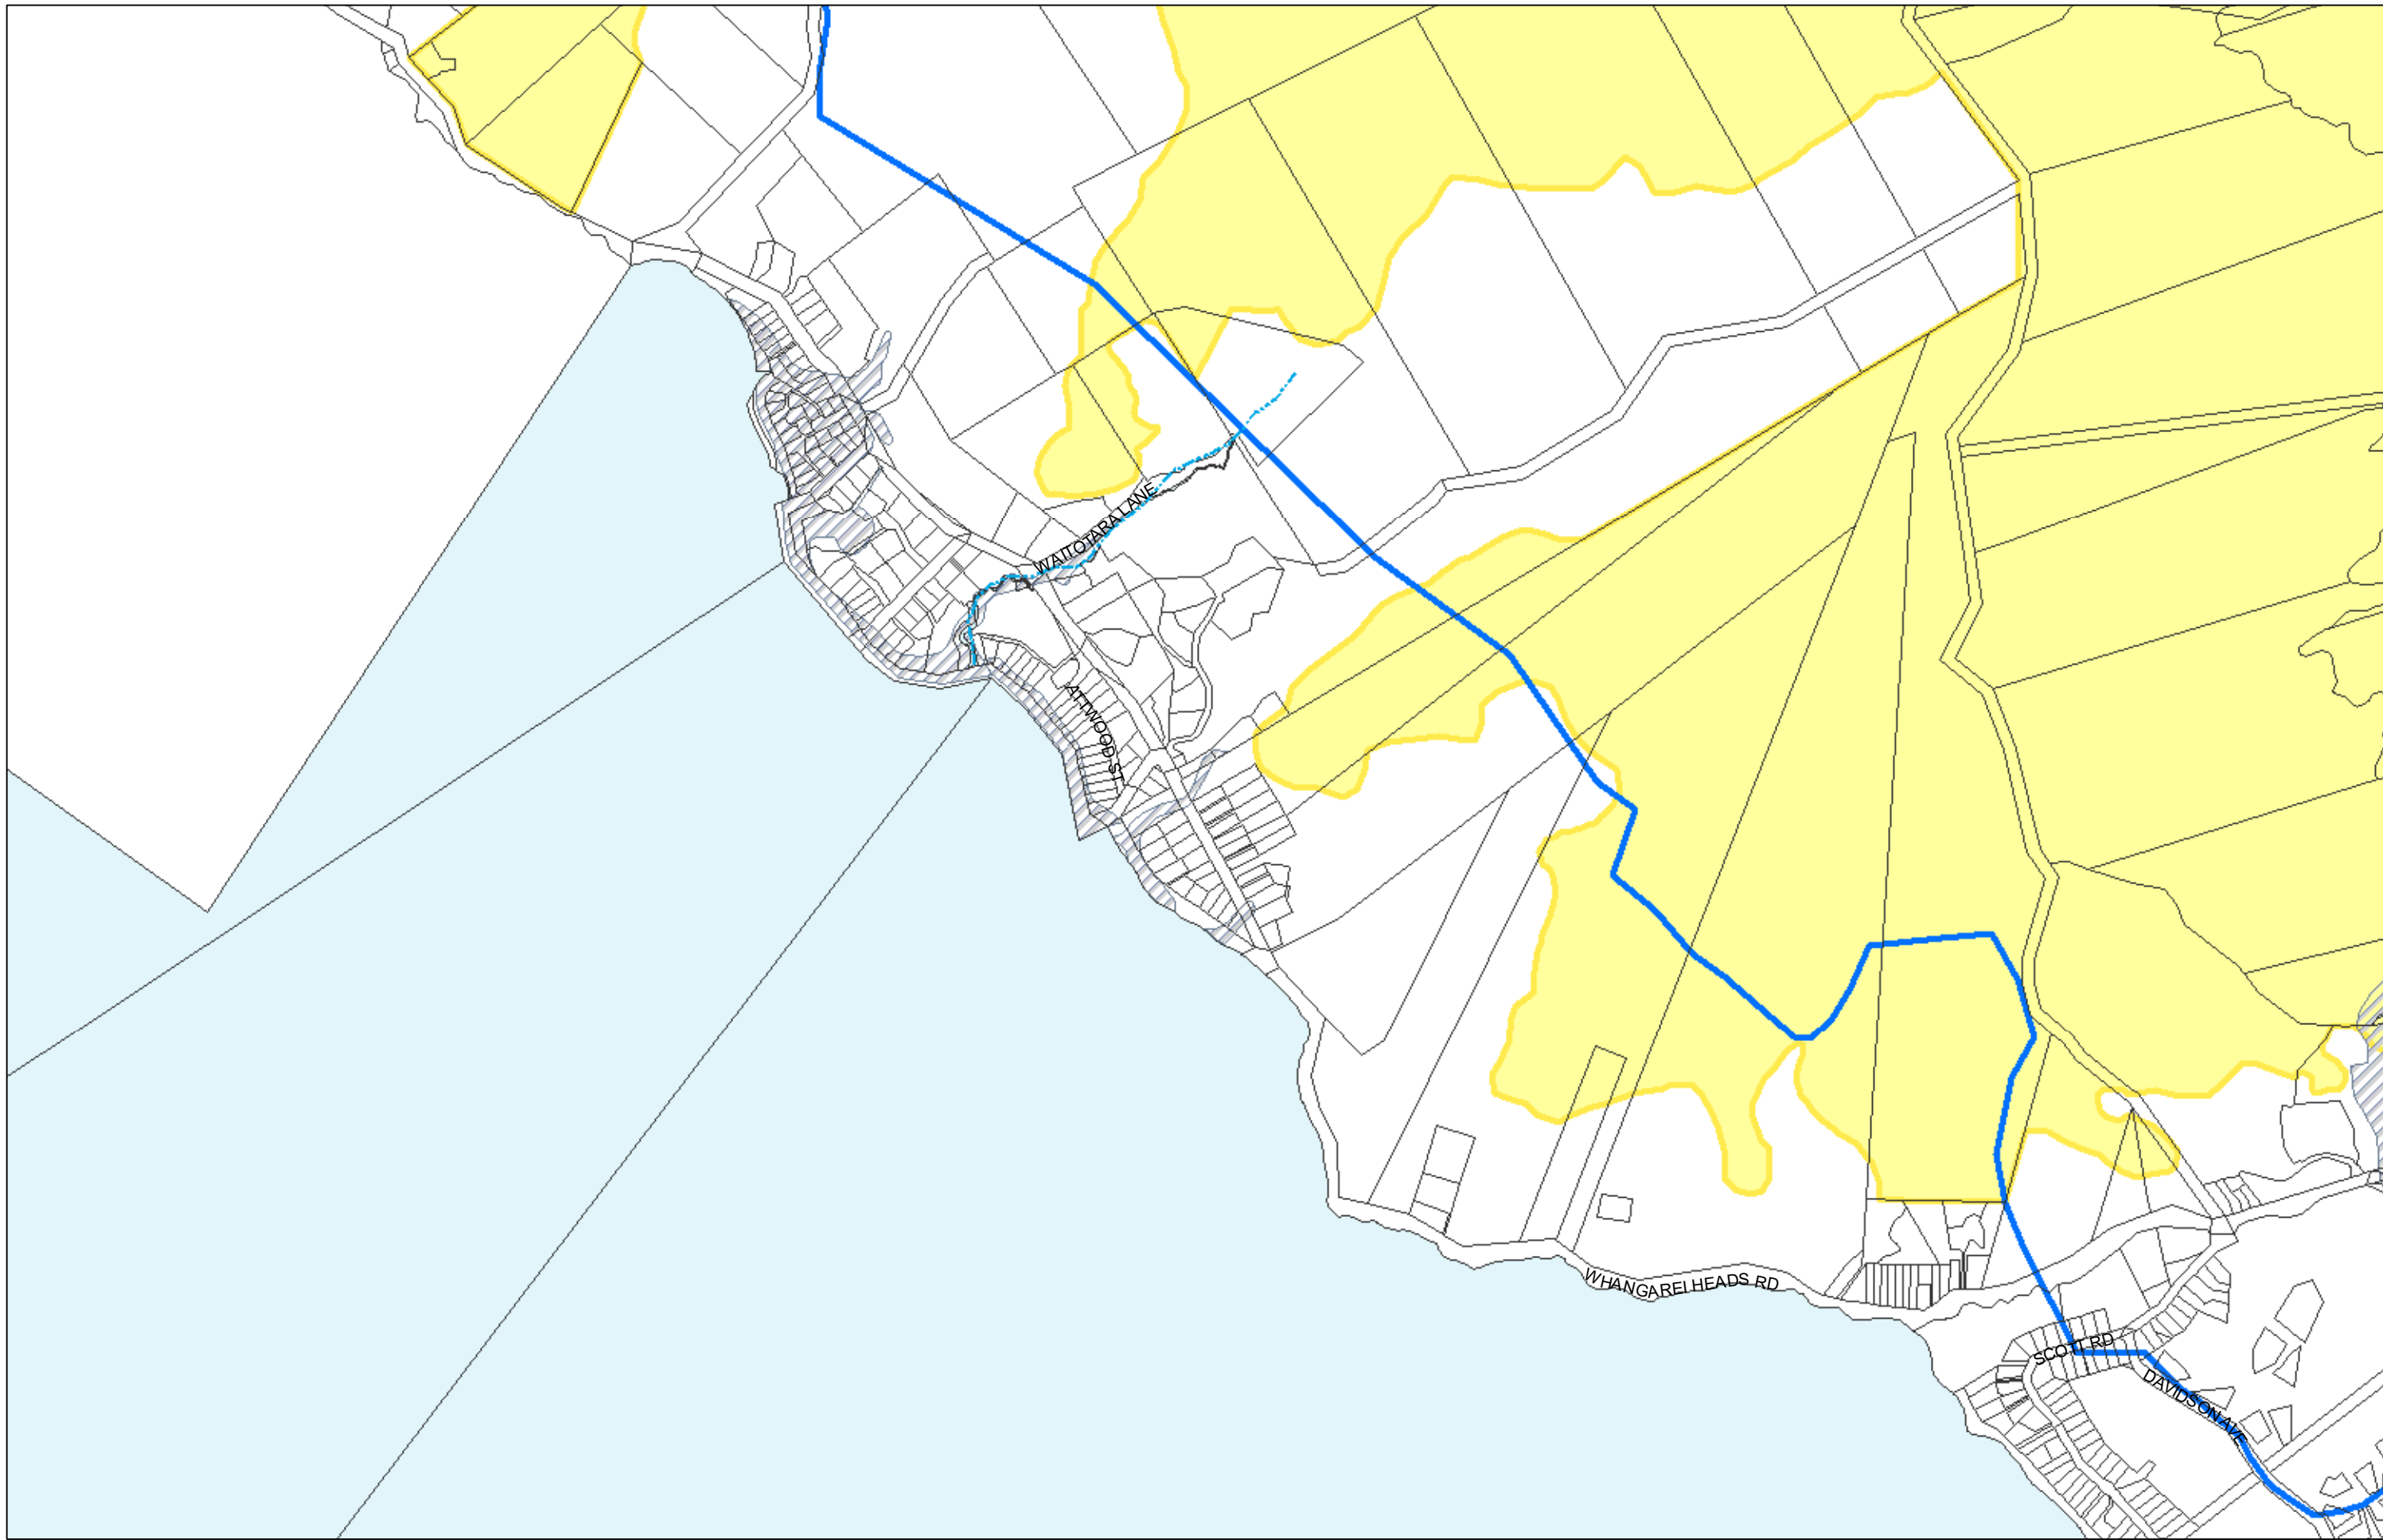 WAITOTARA LANE
ATTWOOD ST
WHANGAREI HEADS RD
SCOTT RD
DAVIDSON AVE